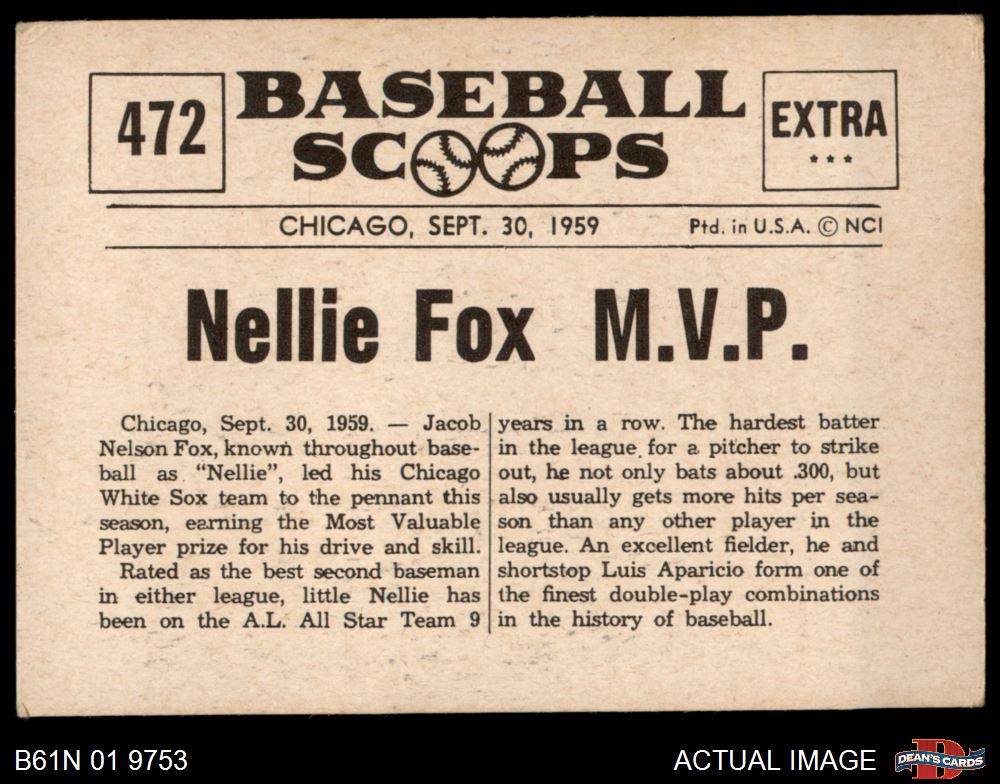 472
BASEBALL
SCOOPS
EXTRA
***
CHICAGO, SEPT. 30, 1959
Ptd. in U.S.A. © NCI
Nellie Fox M.V.P.
Chicago, Sept. 30, 1959. — Jacob
Nelson Fox, known throughout base-
ball as "Nellie", led his Chicago
White Sox team to the pennant this
season, earning the Most Valuable
Player prize for his drive and skill.
Rated as the best second baseman
in either league, little Nellie has
been on the A.L. All Star Team 9
years in a row. The hardest batter
in the league for a pitcher to strike
out, he not only bats about .300, but
also usually gets more hits per sea-
son than any other player in the
league. An excellent fielder, he and
shortstop Luis Aparicio form one of
the finest double-play combinations
in the history of baseball.
B61N 01 9753
ACTUAL IMAGE
D
DEAN'S CARDS